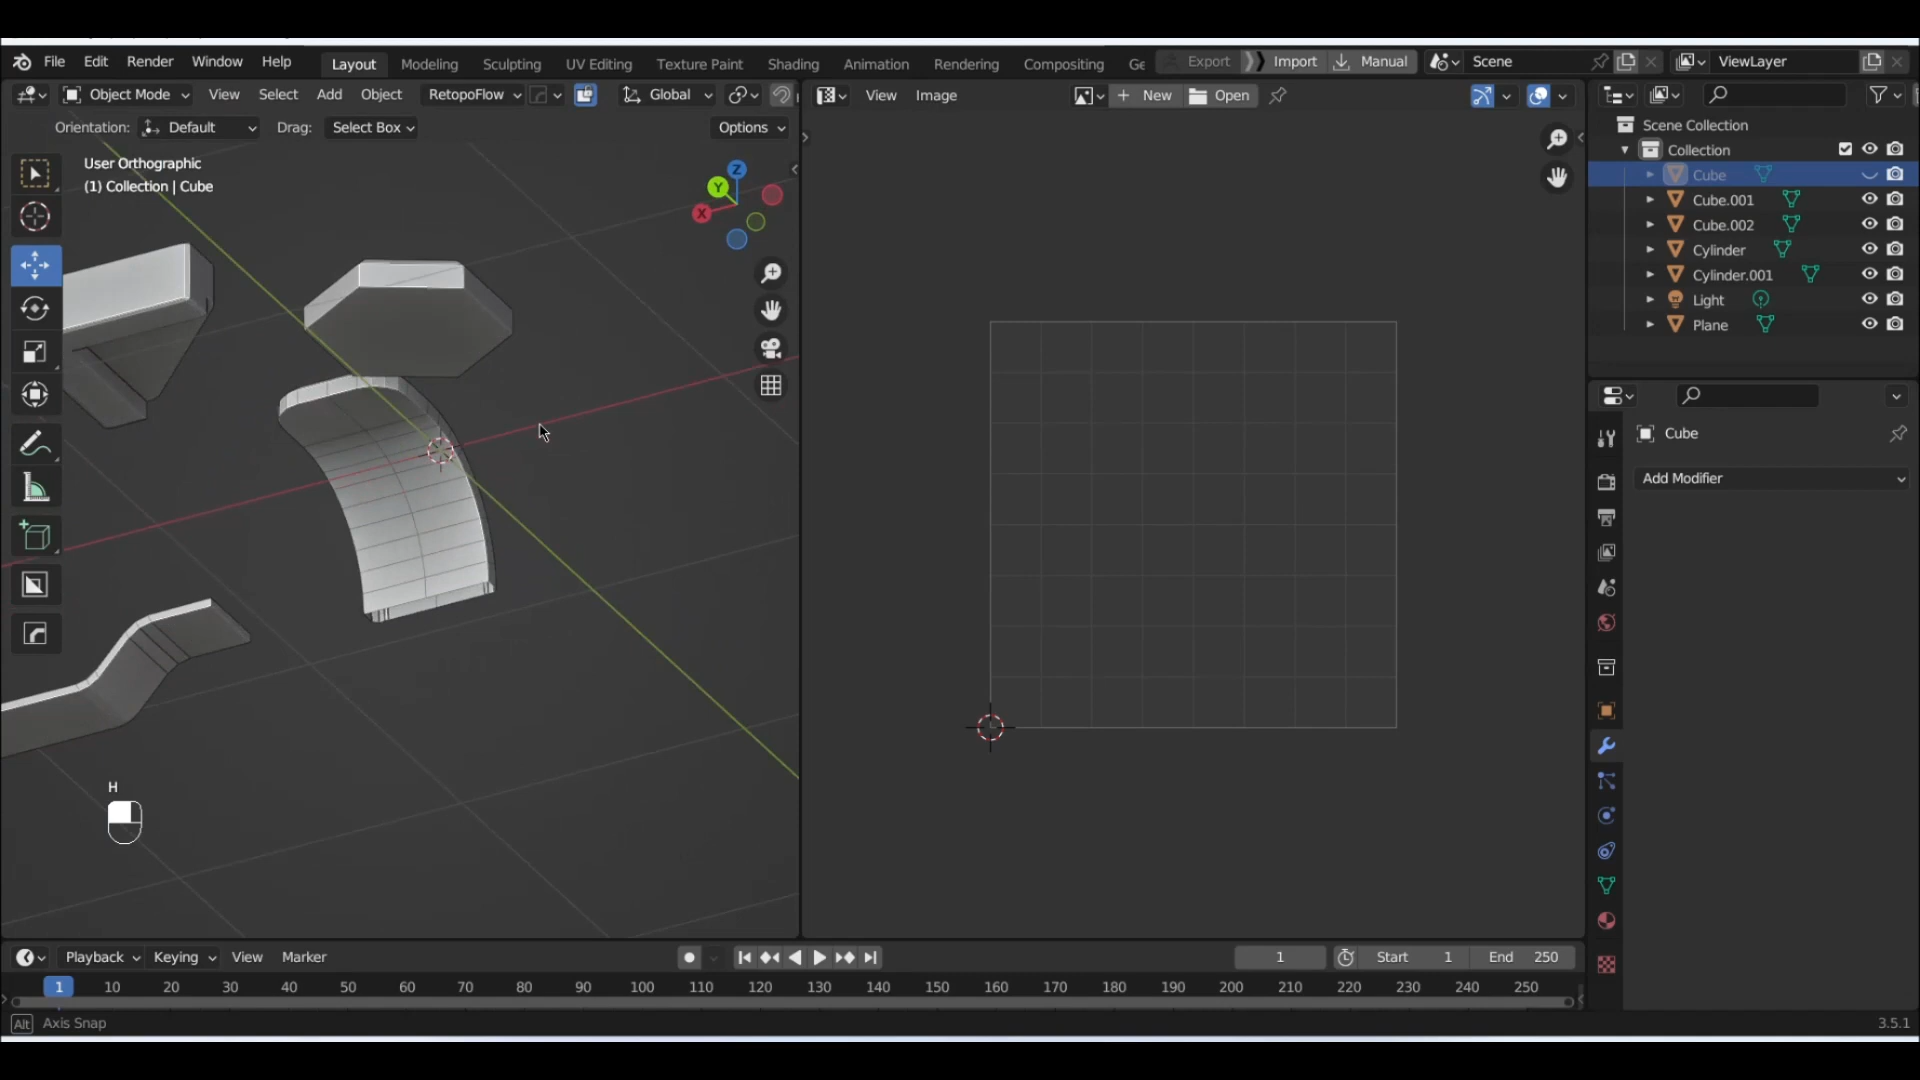 File Edit Render Window Help Layout Modeling Sculpting UV Editing Texture Paint Shading Animation Rendering Compositing Ge Export Import Manual Scene ViewLayer
Object Mode View Select Add Object RetopoFlow Global View Image New Open
Orientation: Default Drag: Select Box Options
User Orthographic
(1) Collection | Cube
Z
Y
X
Scene Collection
Collection
Cube
Cube.001
Cube.002
Cylinder
Cylinder.001
Light
Plane
Cube
Add Modifier
H
Playback Keying View Marker 1 Start 1 End 250
1 10 20 30 40 50 60 70 80 90 100 110 120 130 140 150 160 170 180 190 200 210 220 230 240 250
Alt Axis Snap 3.5.1